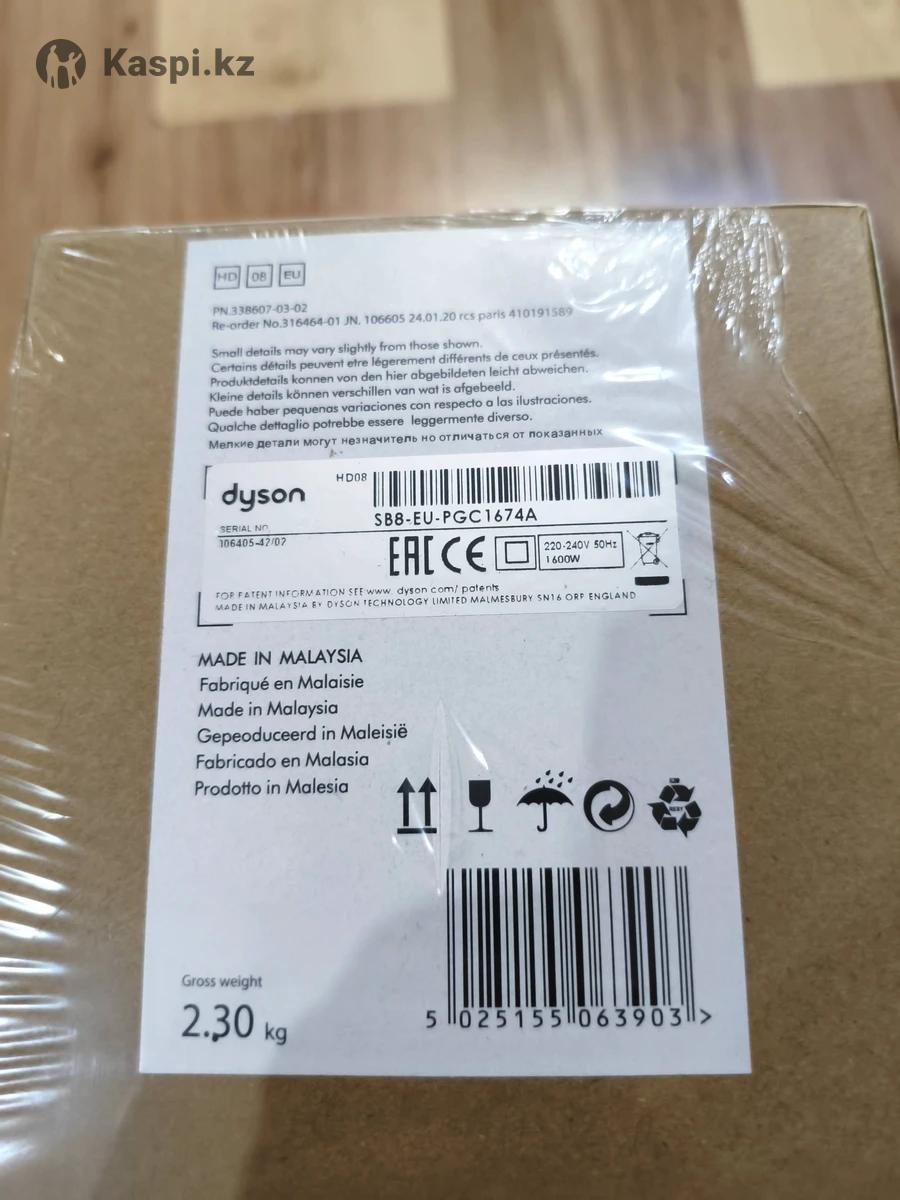 Kaspi.kz
HD 08 EU
PN.338607-03-02
Re-order No.316464-01 JN. 106605 24.01.20 rcs paris 410191589
Small details may vary slightly from those shown.
Certains détails peuvent etre légerement différents de ceux présentés.
Produktdetails konnen von den hier abgebildeten leicht abweichen.
Kleine details können verschillen van wat is afgebeeld.
Puede haber pequenas variaciones con respecto a las ilustraciones.
Qualche dettaglio potrebbe essere leggermente diverso.
Мелкие детали могут незначитель но отличаться от показанных
dyson
HD08
SB8-EU-PGC1674A
SERIAL NO.
106405-42/02
EAC CE
220-240V 50Hz
1600W
FOR PATENT INFORMATION SEE www. dyson com/ patents
MADE IN MALAYSIA BY DYSON TECHNOLOGY LIMITED MALMESBURY SN16 ORP ENGLAND
MADE IN MALAYSIA
Fabriqué en Malaisie
Made in Malaysia
Gepeoduceerd in Maleisië
Fabricado en Malasia
Prodotto in Malesia
RESY
Gross weight
2.30 kg
5 025155 063903 >